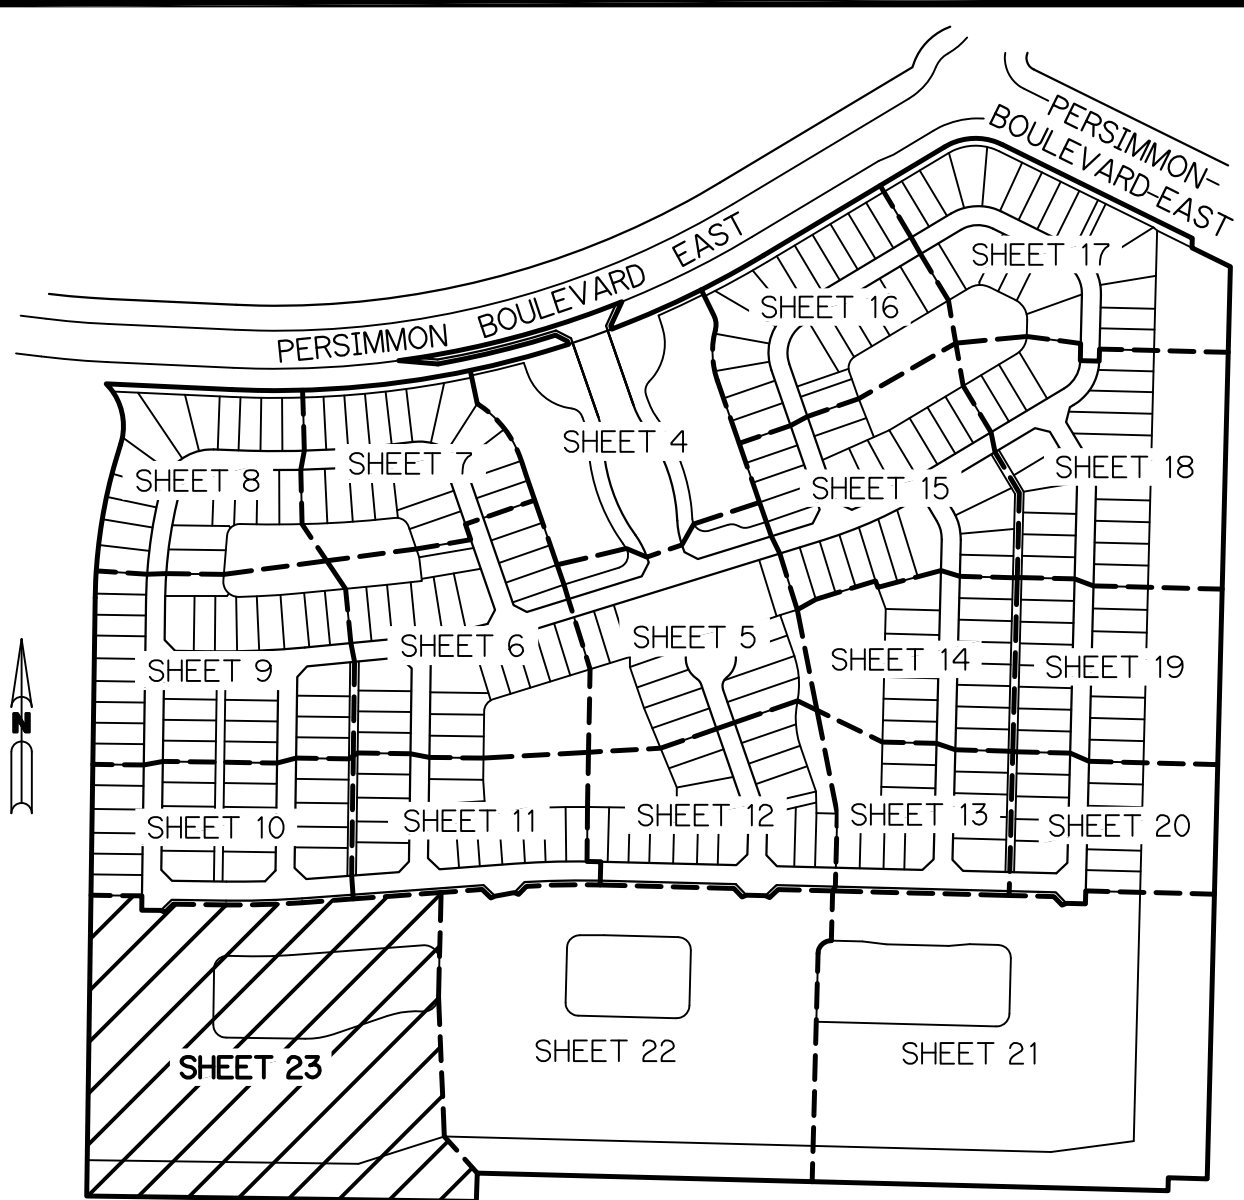 PERSIMMON-
BOULEVARD-EAST
PERSIMMON BOULEVARD EAST
SHEET 17
SHEET 16
SHEET 4
SHEET 7
SHEET 8
SHEET 18
SHEET 15
SHEET 5
SHEET 6
SHEET 14
SHEET 19
SHEET 9
N
SHEET 13
SHEET 12
SHEET 11
SHEET 20
SHEET 10
SHEET 22
SHEET 21
SHEET 23